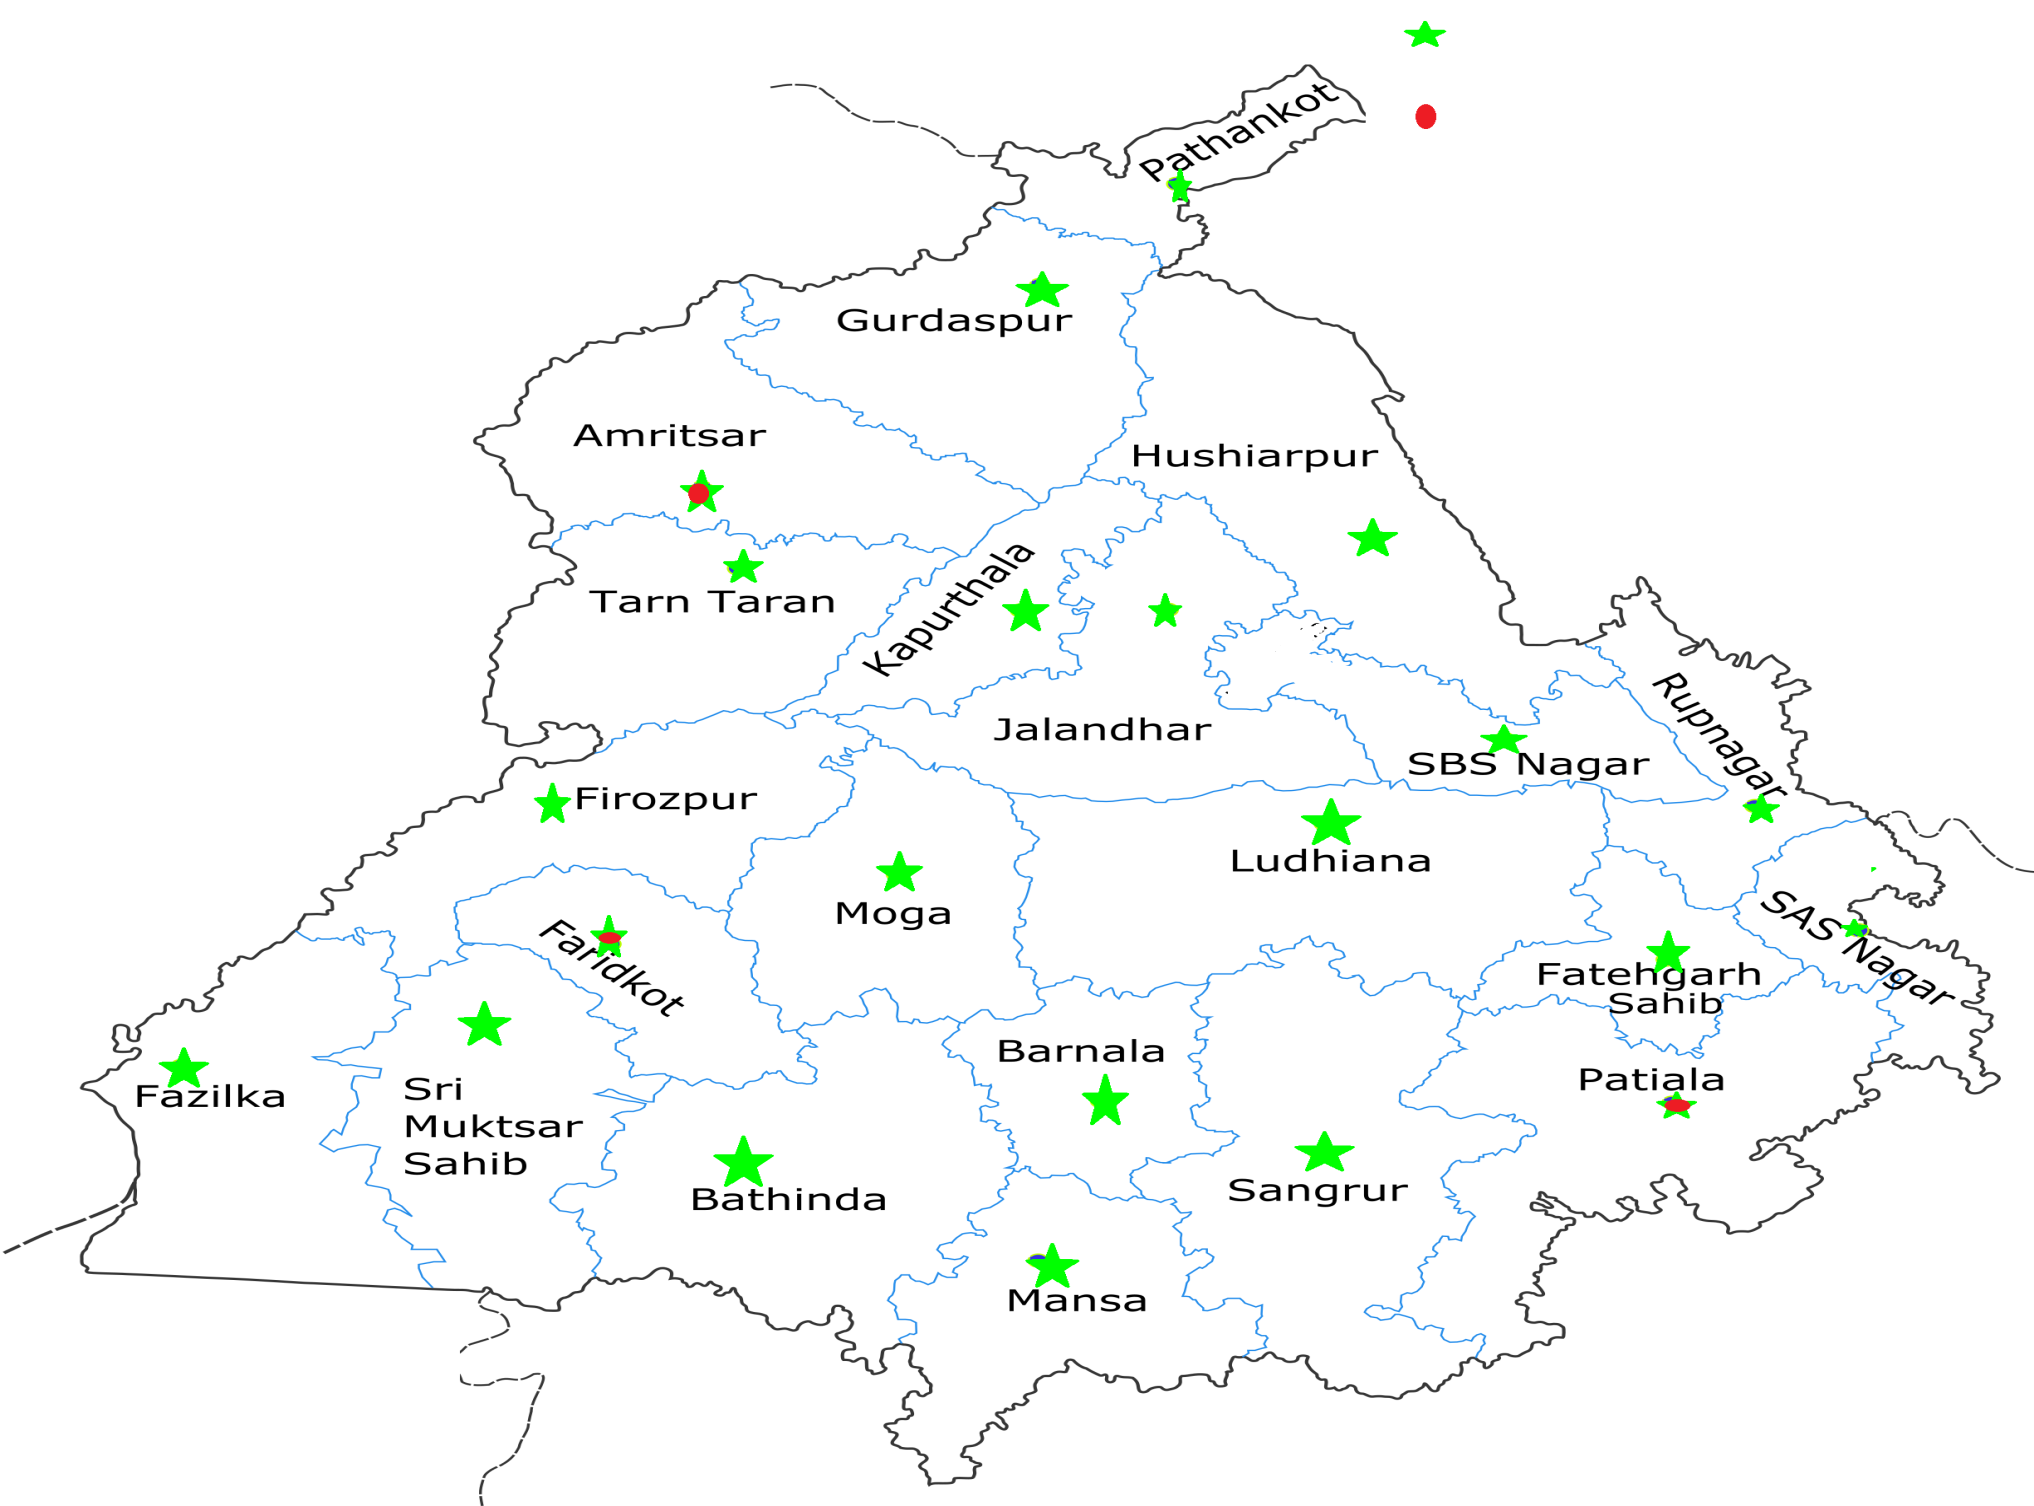 Pathankot
Gurdaspur
Amritsar
Hushiarpur
Tarn Taran
Kapurthala
Jalandhar
SBS Nagar
Rupnagar
Firozpur
Ludhiana
Moga
Faridkot
SAS Nagar
Fatehgarh
Sahib
Fazilka
Sri
Muktsar
Sahib
Barnala
Patiala
Bathinda
Sangrur
Mansa